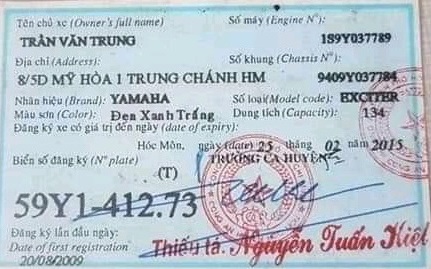 Tên chủ xe (Owner's full name) Số máy (Engine N°):
TRẦN VĂN TRUNG 1S9Y037789
Địa chỉ (Address): Số khung (Chassis N°):
8/5D MỸ HÒA 1 TRUNG CHÁNH HM 9409Y037784
Nhãn hiệu (Brand): YAMAHA Số loại (Model code): EXCITER
Màu sơn (Color): Đen Xanh Trắng Dung tích (Capacity): 134
Đăng ký xe có giá trị đến ngày (date of expiry):
Hóc Môn, ngày (date) 25 tháng 02 năm 2015
Biển số đăng ký (N° plate) TRƯỞNG CA HUYỆN
(T)
59Y1-412.73
Đăng ký lần đầu ngày:
Date of first registration
20/08/2009
Thiếu tá. Nguyễn Tuấn Kiệt